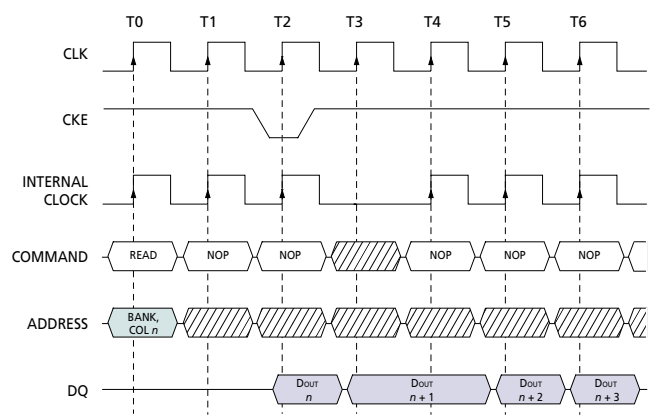 T0 T1 T2 T3 T4 T5 T6
CLK
CKE
INTERNAL
CLOCK
COMMAND READ NOP NOP NOP NOP NOP
ADDRESS BANK,
COL n
DQ DOUT DOUT DOUT DOUT
n n + 1 n + 2 n + 3